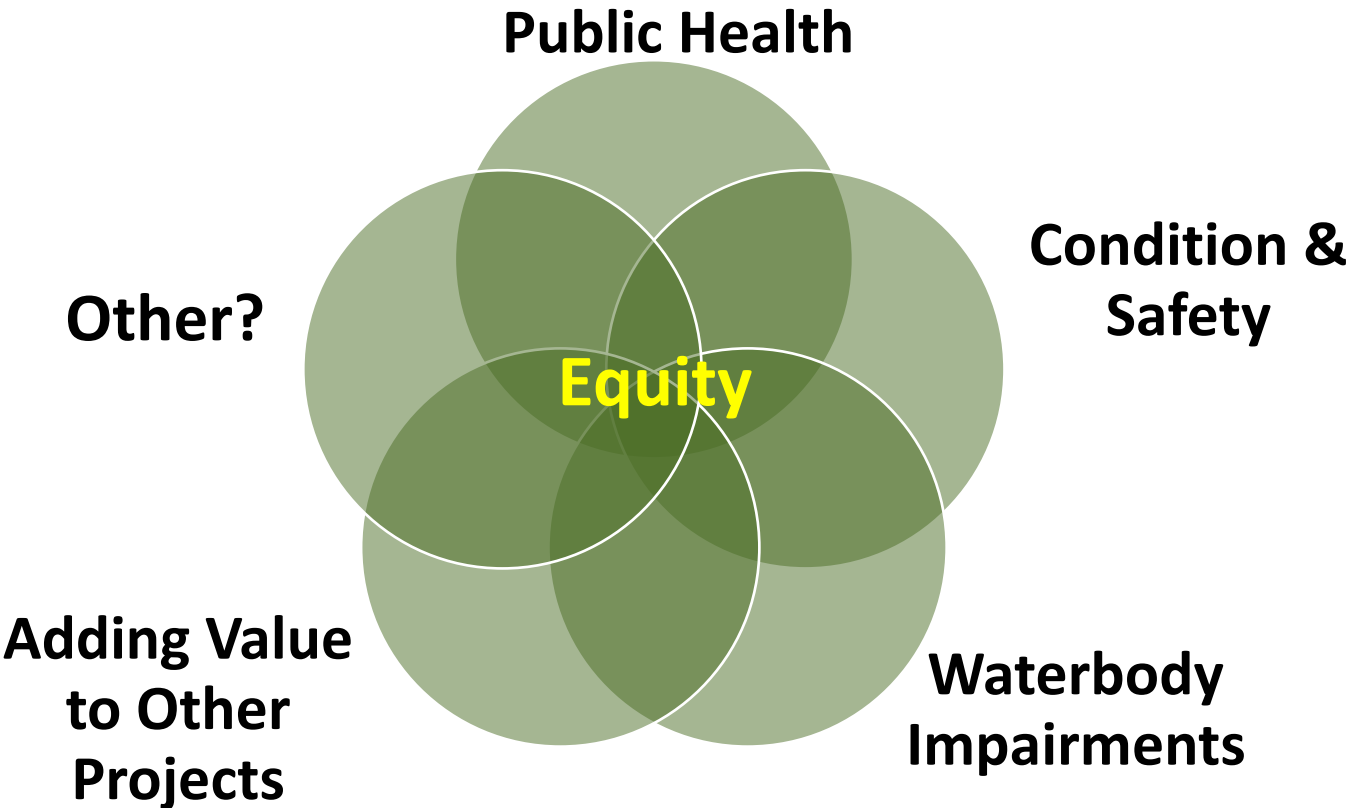 Public Health
Condition &
Safety
Other?
Equity
Adding Value
to Other
Projects
Waterbody
Impairments